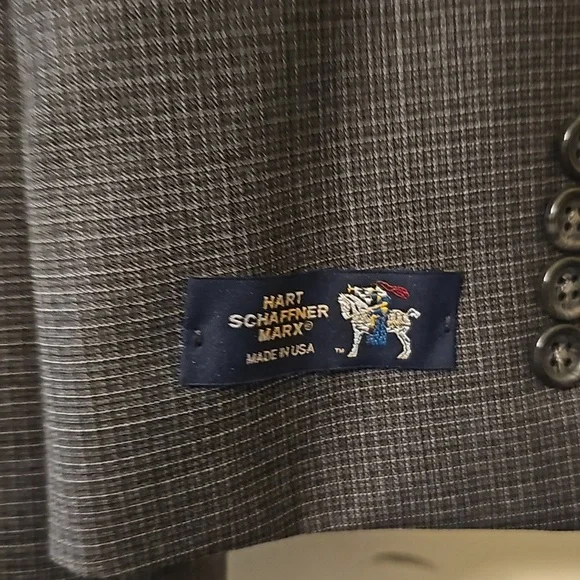 HART
SCHAFFNER
MARX®
MADE IN USA
TM